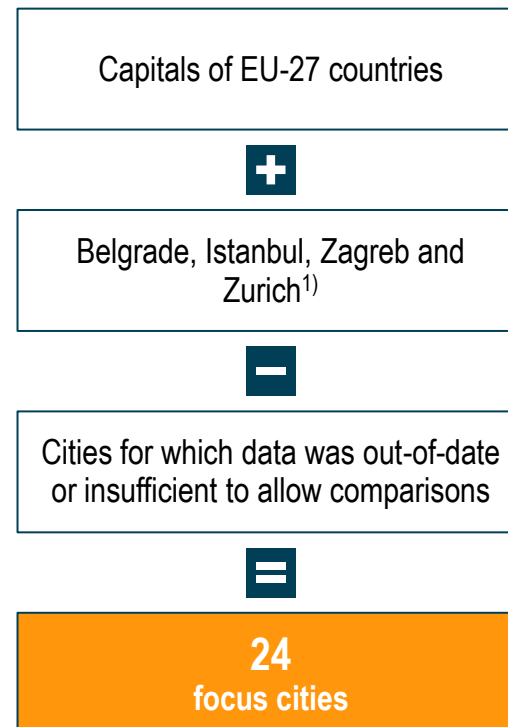 Capitals of EU-27 countries
+
Belgrade, Istanbul, Zagreb and
Zurich1)
–
Cities for which data was out-of-date
or insufficient to allow comparisons
=
24
focus cities